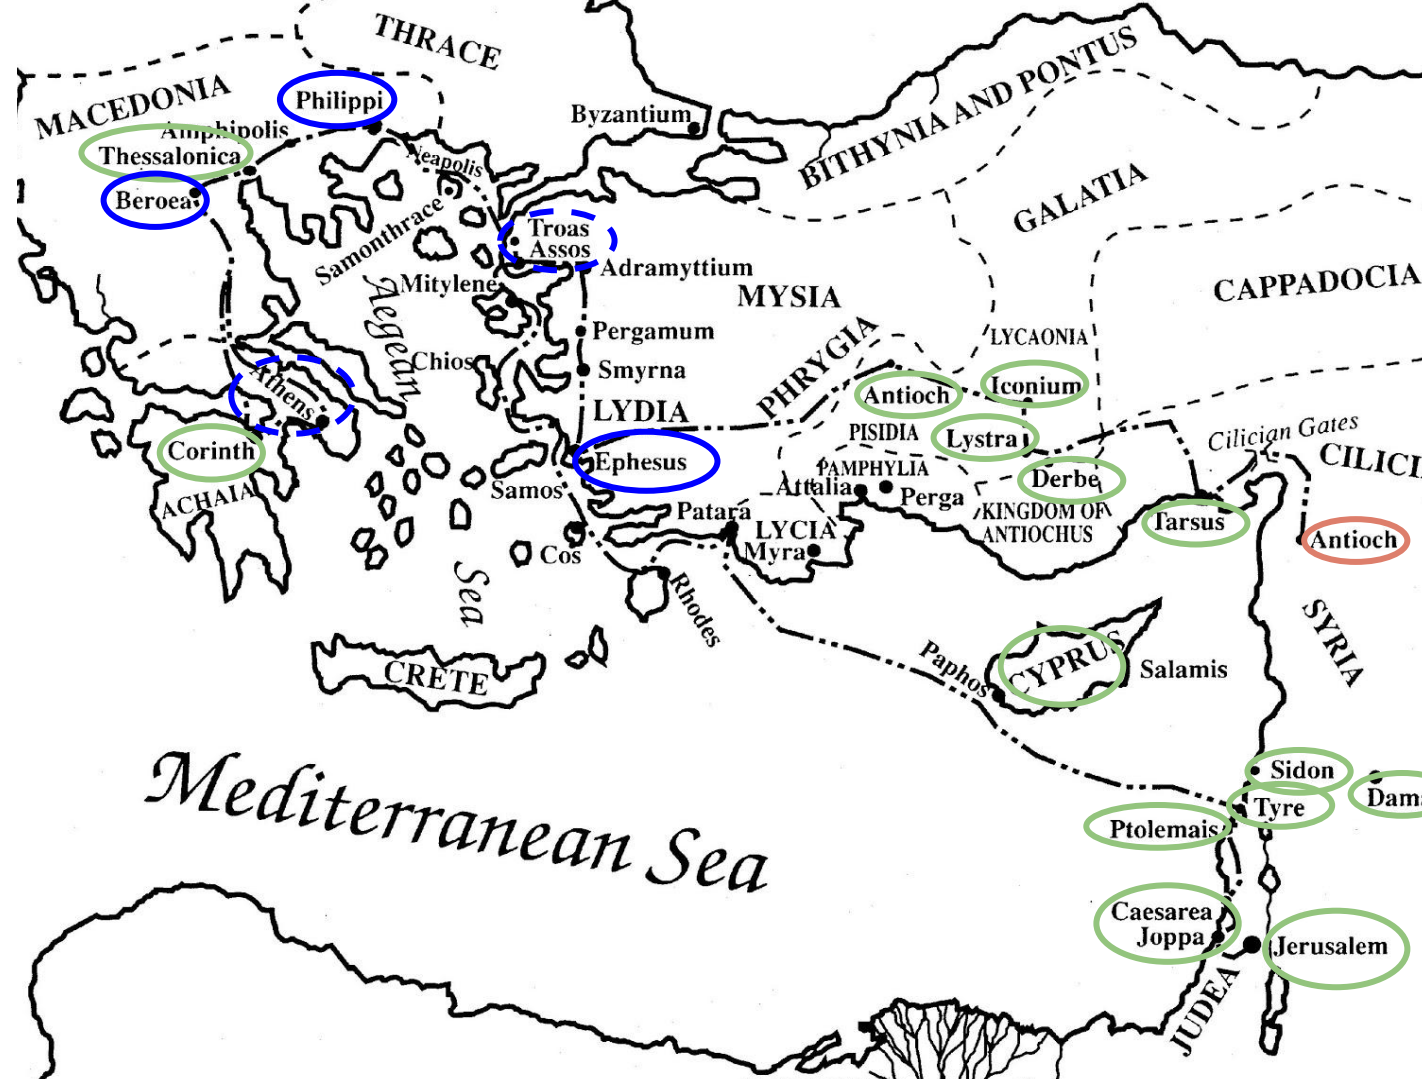 THRACE
MACEDONIA
Philippi
Amphipolis
Thessalonica
Neapolis
Byzantium
BITHYNIA AND PONTUS
Beroea
Samonthrace
Troas
Assos
GALATIA
Adramyttium
Mitylene
MYSIA
CAPPADOCIA
Aegean
Sea
Pergamum
LYCAONIA
Chios
Smyrna
PHRYGIA
Athens
Antioch
Iconium
LYDIA
PISIDIA
Lystra
Cilician Gates
Corinth
Ephesus
PAMPHYLIA
Derbe
CILICI
Samos
Attalia
Perga
ACHAIA
Patara
KINGDOM OF
ANTIOCHUS
Tarsus
LYCIA
Myra
Antioch
Cos
Rhodes
SYRIA
CRETE
Paphos
CYPRUS
Salamis
Mediterranean Sea
Sidon
Dam
Tyre
Ptolemais
Caesarea
Joppa
Jerusalem
JUDEA